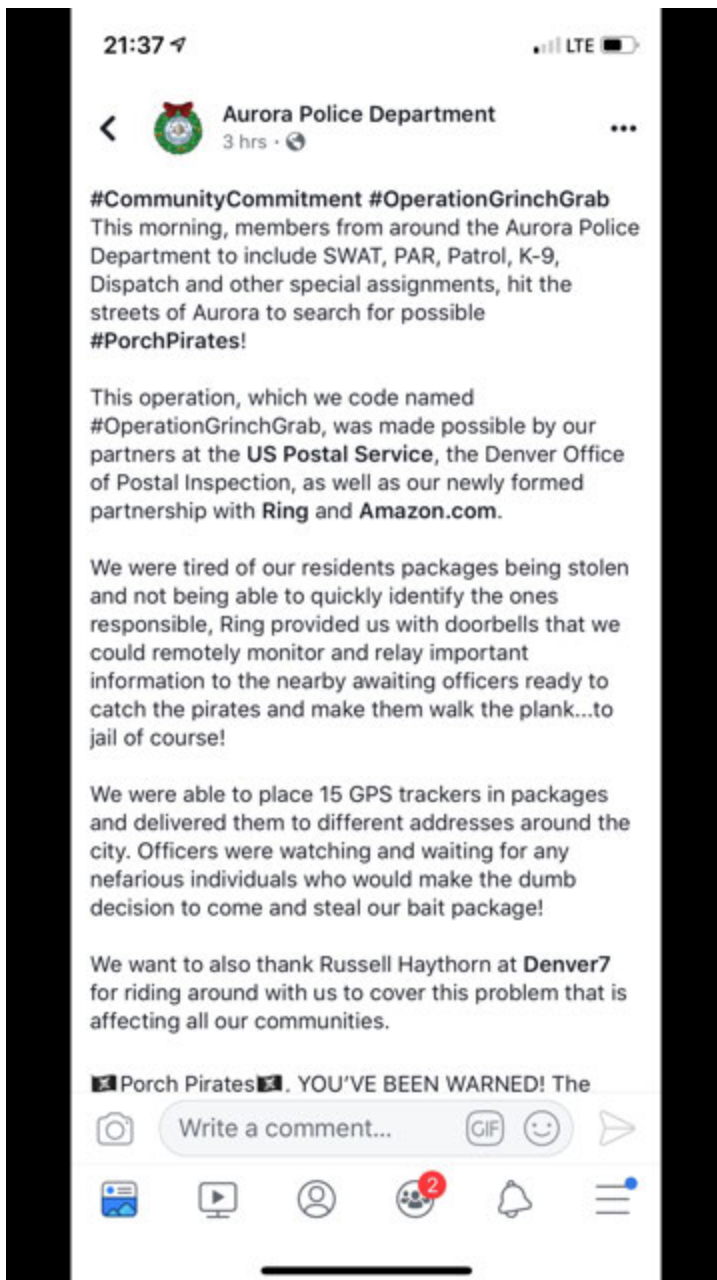 21:37
LTE
Aurora Police Department
3 hrs ·
#CommunityCommitment #OperationGrinchGrab
This morning, members from around the Aurora Police
Department to include SWAT, PAR, Patrol, K-9,
Dispatch and other special assignments, hit the
streets of Aurora to search for possible
#PorchPirates!
This operation, which we code named
#OperationGrinchGrab, was made possible by our
partners at the US Postal Service, the Denver Office
of Postal Inspection, as well as our newly formed
partnership with Ring and Amazon.com.
We were tired of our residents packages being stolen
and not being able to quickly identify the ones
responsible, Ring provided us with doorbells that we
could remotely monitor and relay important
information to the nearby awaiting officers ready to
catch the pirates and make them walk the plank...to
jail of course!
We were able to place 15 GPS trackers in packages
and delivered them to different addresses around the
city. Officers were watching and waiting for any
nefarious individuals who would make the dumb
decision to come and steal our bait package!
We want to also thank Russell Haythorn at Denver7
for riding around with us to cover this problem that is
affecting all our communities.
🏴‍☠️Porch Pirates🏴‍☠️. YOU'VE BEEN WARNED! The
Write a comment...
GIF
2